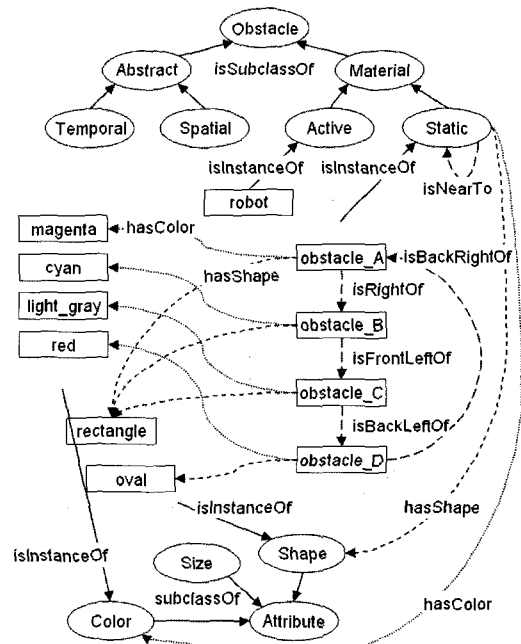 Obstacle
Abstract
isSubclassOf
Material
Temporal
Spatial
Active
Static
isInstanceOf
isInstanceOf
isNearTo
robot
magenta
hasColor
obstacle_A
isBackRightOf
cyan
hasShape
isRightOf
light_gray
obstacle_B
red
isFrontLeftOf
obstacle_C
rectangle
isBackLeftOf
oval
obstacle_D
isInstanceOf
hasShape
isInstanceOf
Size
Shape
subclassOf
hasColor
Color
Attribute